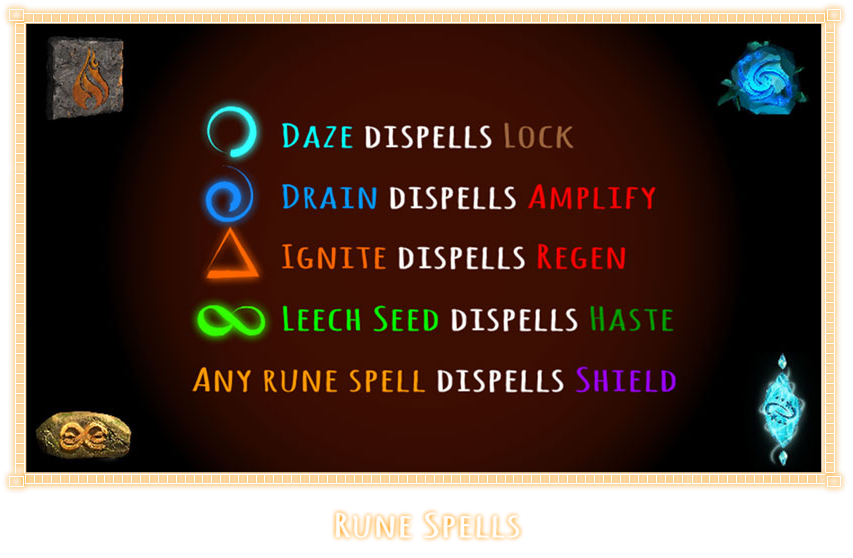 Daze dispells Lock
Drain dispells Amplify
Ignite dispells Regen
Leech Seed dispells Haste
Any rune spell dispells Shield
Rune Spells